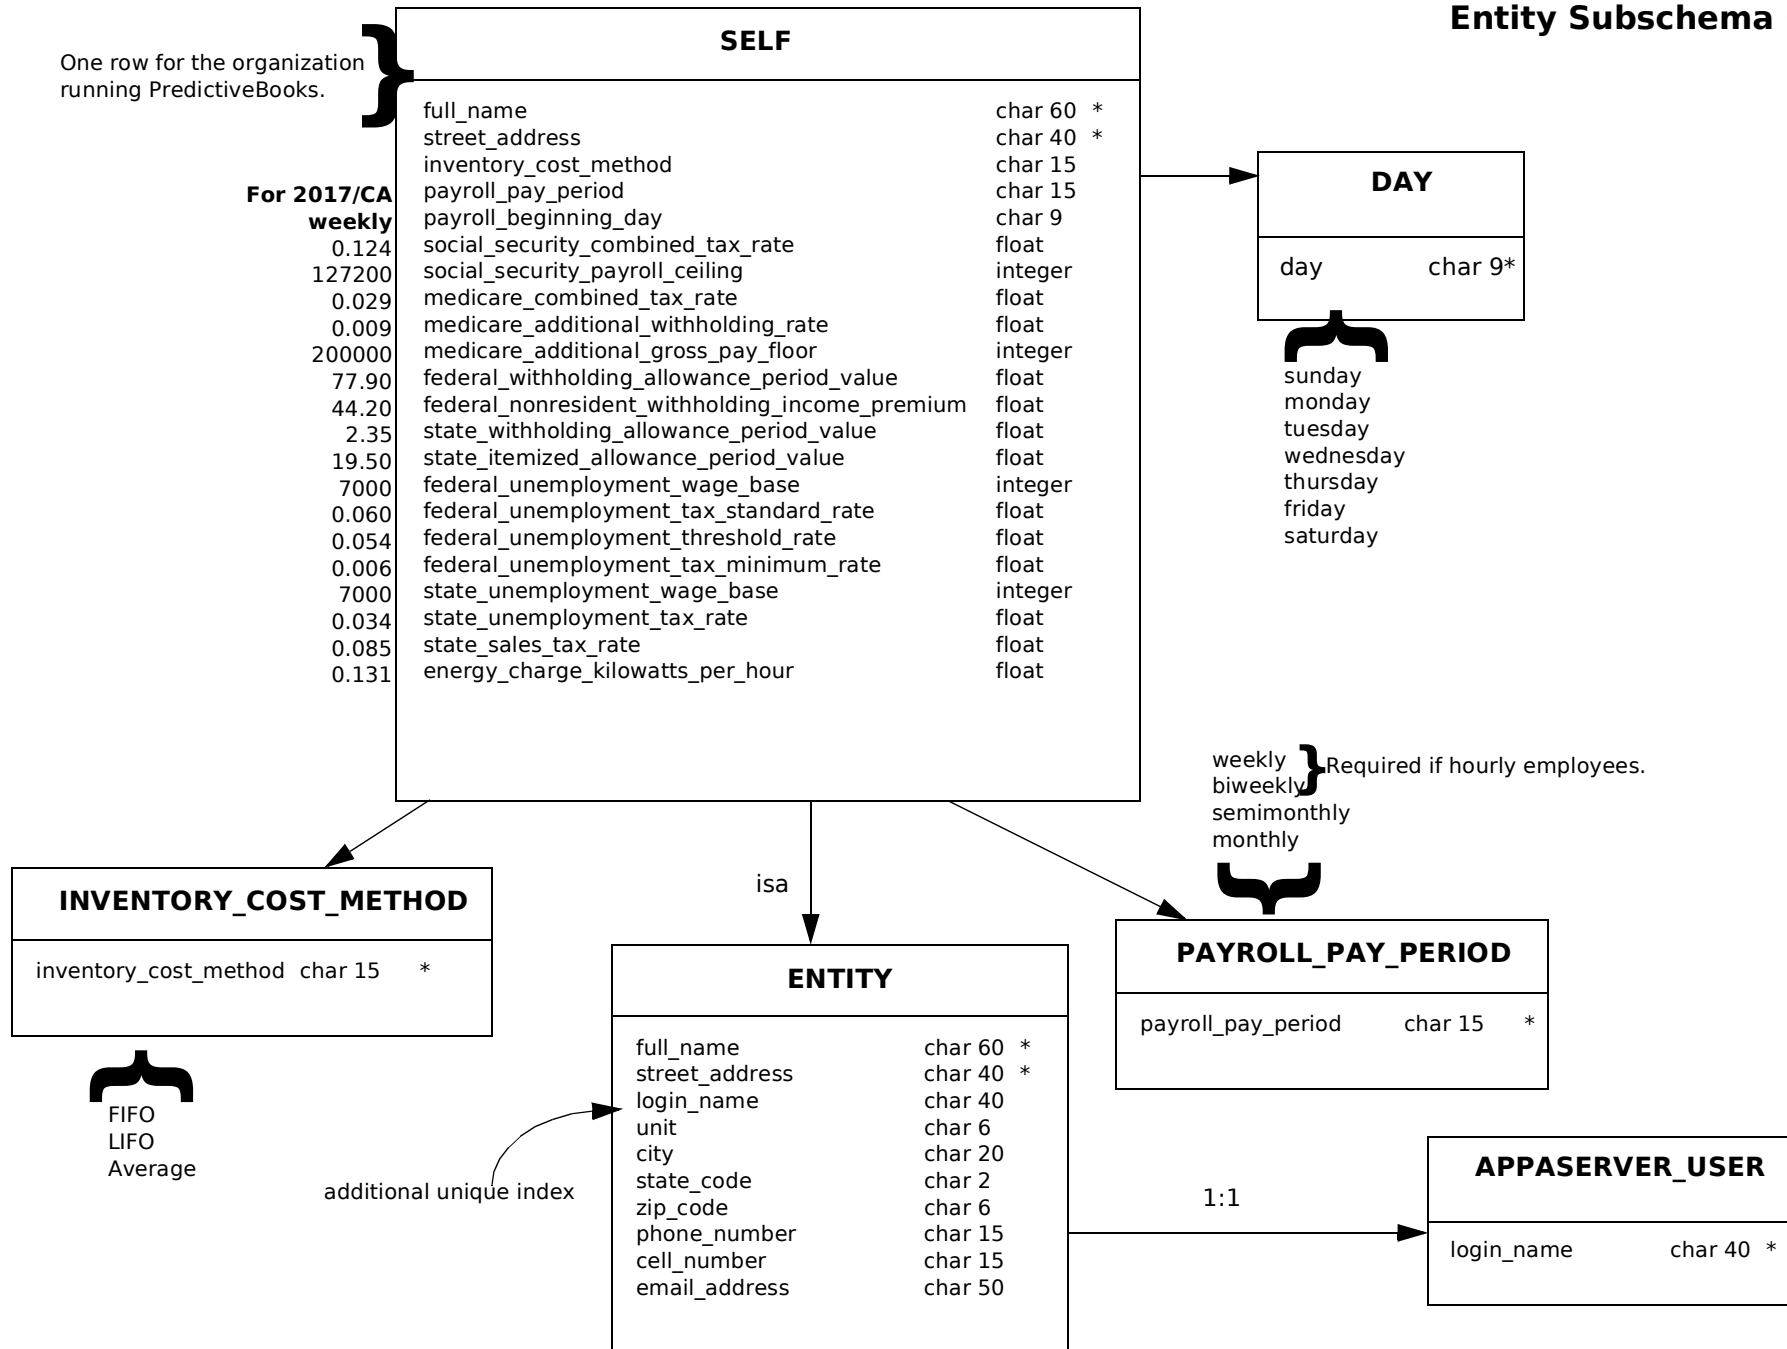 Entity Subschema
One row for the organization
running PredictiveBooks.
SELF
full_name char 60 *
street_address char 40 *
inventory_cost_method char 15
payroll_pay_period char 15
payroll_beginning_day char 9
social_security_combined_tax_rate float
social_security_payroll_ceiling integer
medicare_combined_tax_rate float
medicare_additional_withholding_rate float
medicare_additional_gross_pay_floor integer
federal_withholding_allowance_period_value float
federal_nonresident_withholding_income_premium float
state_withholding_allowance_period_value float
state_itemized_allowance_period_value float
federal_unemployment_wage_base integer
federal_unemployment_tax_standard_rate float
federal_unemployment_threshold_rate float
federal_unemployment_tax_minimum_rate float
state_unemployment_wage_base integer
state_unemployment_tax_rate float
state_sales_tax_rate float
energy_charge_kilowatts_per_hour float
For 2017/CA
weekly
0.124
127200
0.029
0.009
200000
77.90
44.20
2.35
19.50
7000
0.060
0.054
0.006
7000
0.034
0.085
0.131
DAY
day char 9*
sunday
monday
tuesday
wednesday
thursday
friday
saturday
weekly
biweekly
semimonthly
monthly
Required if hourly employees.
INVENTORY_COST_METHOD
inventory_cost_method char 15 *
FIFO
LIFO
Average
isa
ENTITY
full_name char 60 *
street_address char 40 *
login_name char 40
unit char 6
city char 20
state_code char 2
zip_code char 6
phone_number char 15
cell_number char 15
email_address char 50
additional unique index
PAYROLL_PAY_PERIOD
payroll_pay_period char 15 *
1:1
APPASERVER_USER
login_name char 40 *